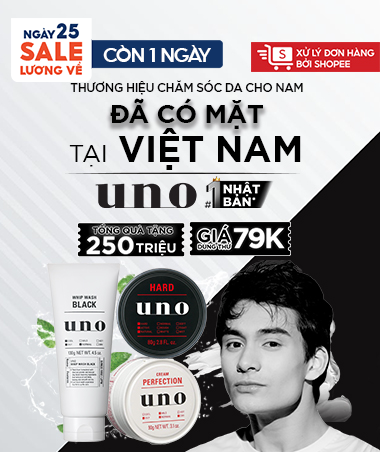 NGÀY 25
SALE
LƯƠNG VỀ
CÒN 1 NGÀY
S
XỬ LÝ ĐƠN HÀNG
BỞI SHOPEE
THƯƠNG HIỆU CHĂM SÓC DA CHO NAM
ĐÃ CÓ MẶT
TẠI VIỆT NAM
uno
#1 NHẬT
BẢN*
TỔNG QUÀ TẶNG
250 TRIỆU
GIÁ
DÙNG THỬ
79K
WHIP WASH
BLACK
uno
HARD
uno
CREAM
PERFECTION
uno